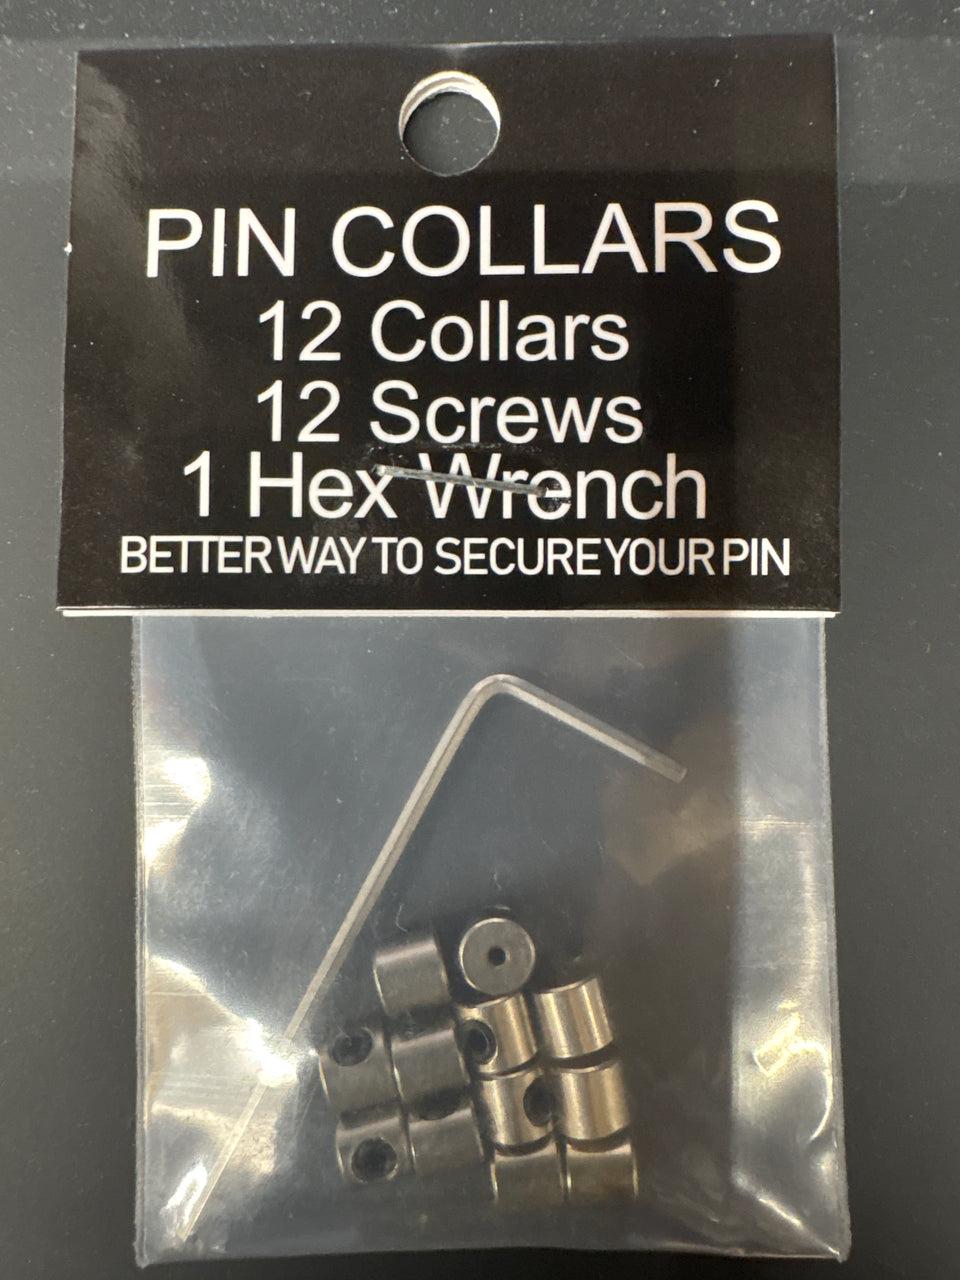 PIN COLLARS
12 Collars
12 Screws
1 Hex Wrench
BETTER WAY TO SECURE YOUR PIN